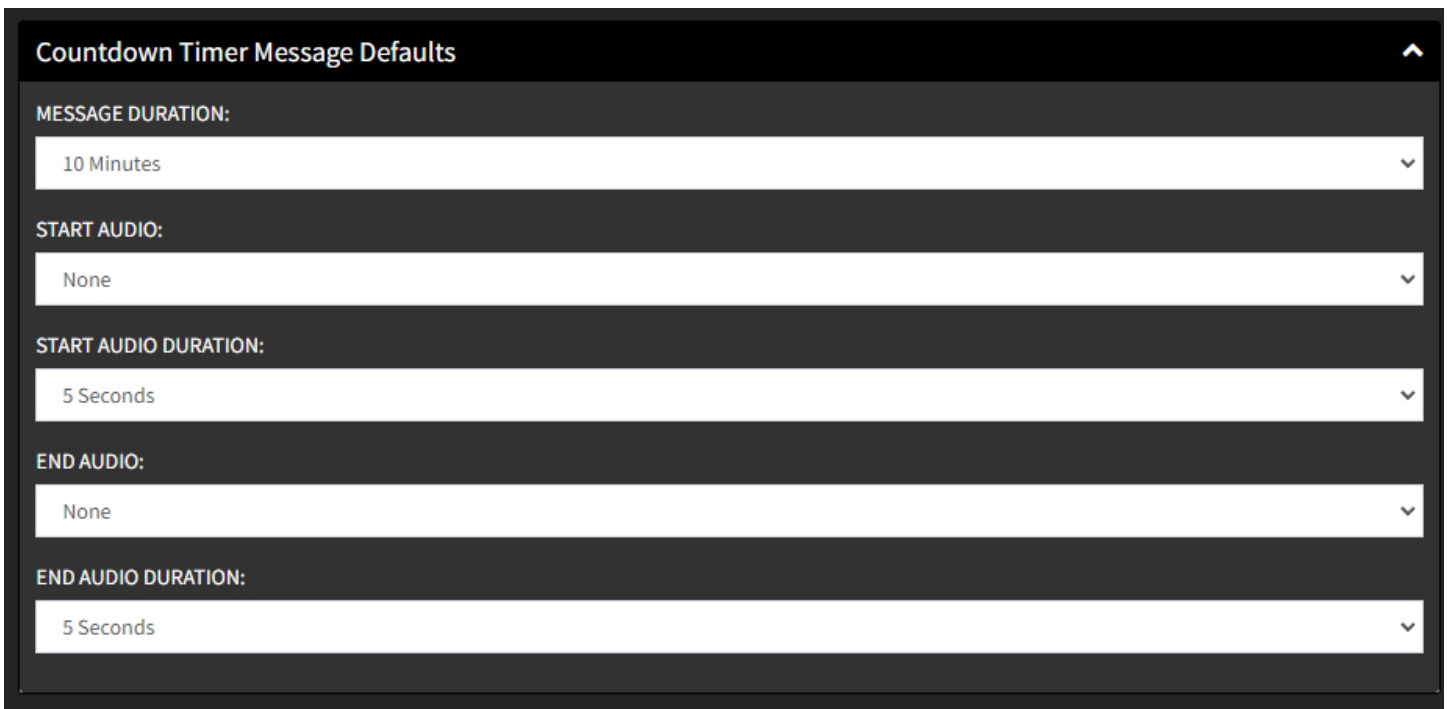 Countdown Timer Message Defaults
MESSAGE DURATION:
10 Minutes
START AUDIO:
None
START AUDIO DURATION:
5 Seconds
END AUDIO:
None
END AUDIO DURATION:
5 Seconds